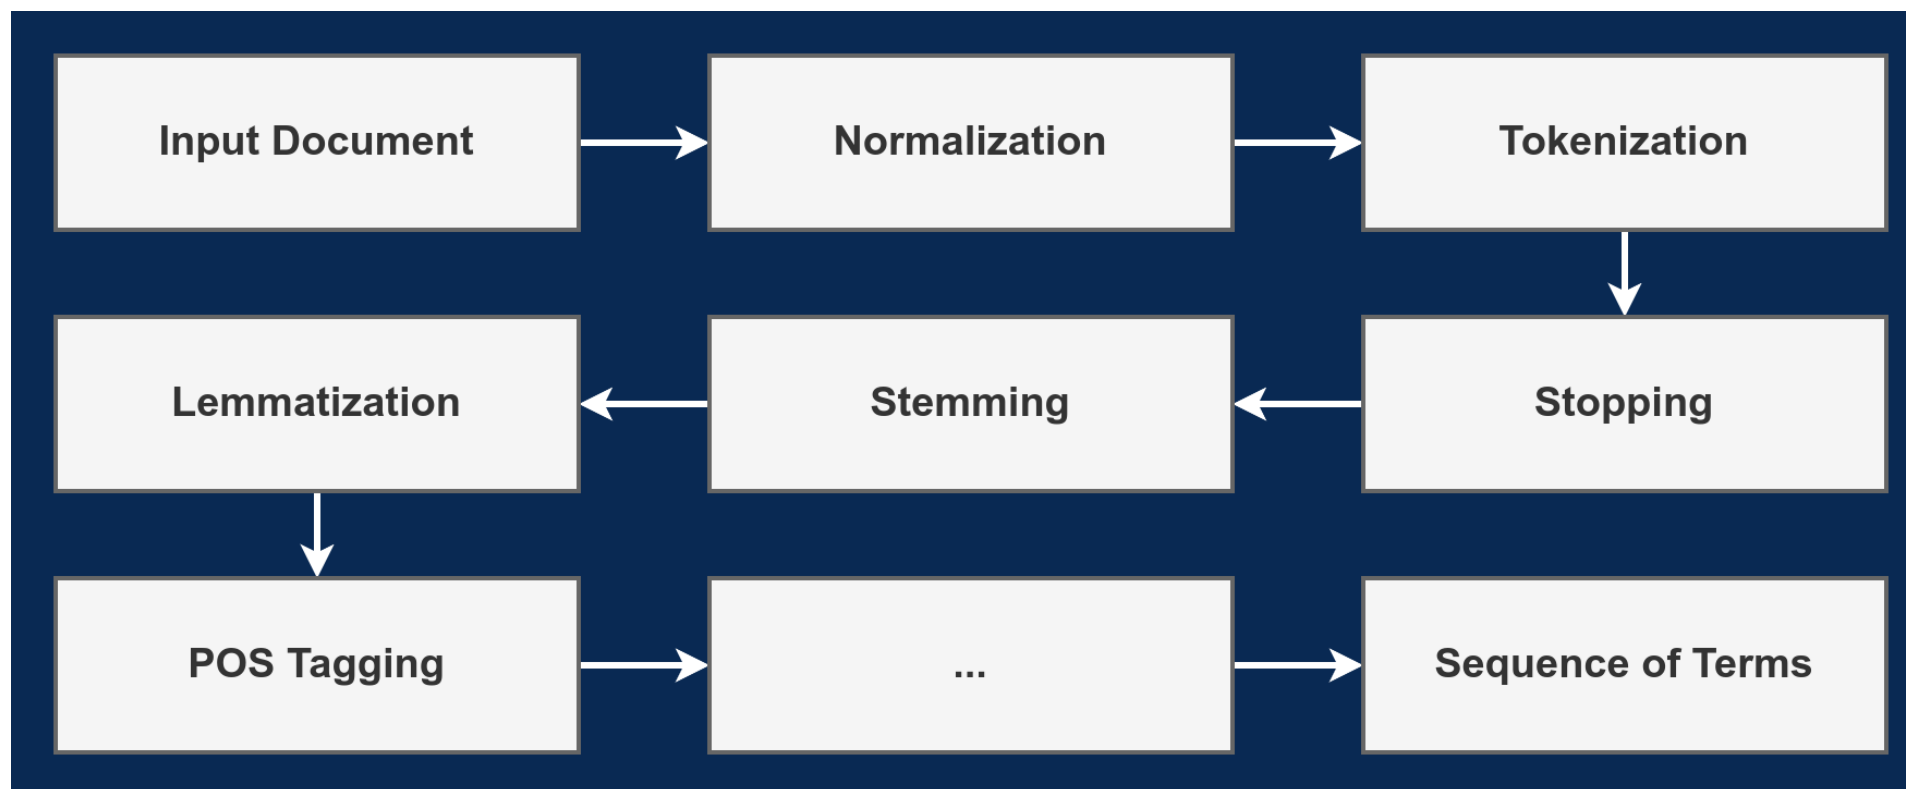 Input Document
Normalization
Tokenization
Stopping
Stemming
Lemmatization
POS Tagging
...
Sequence of Terms